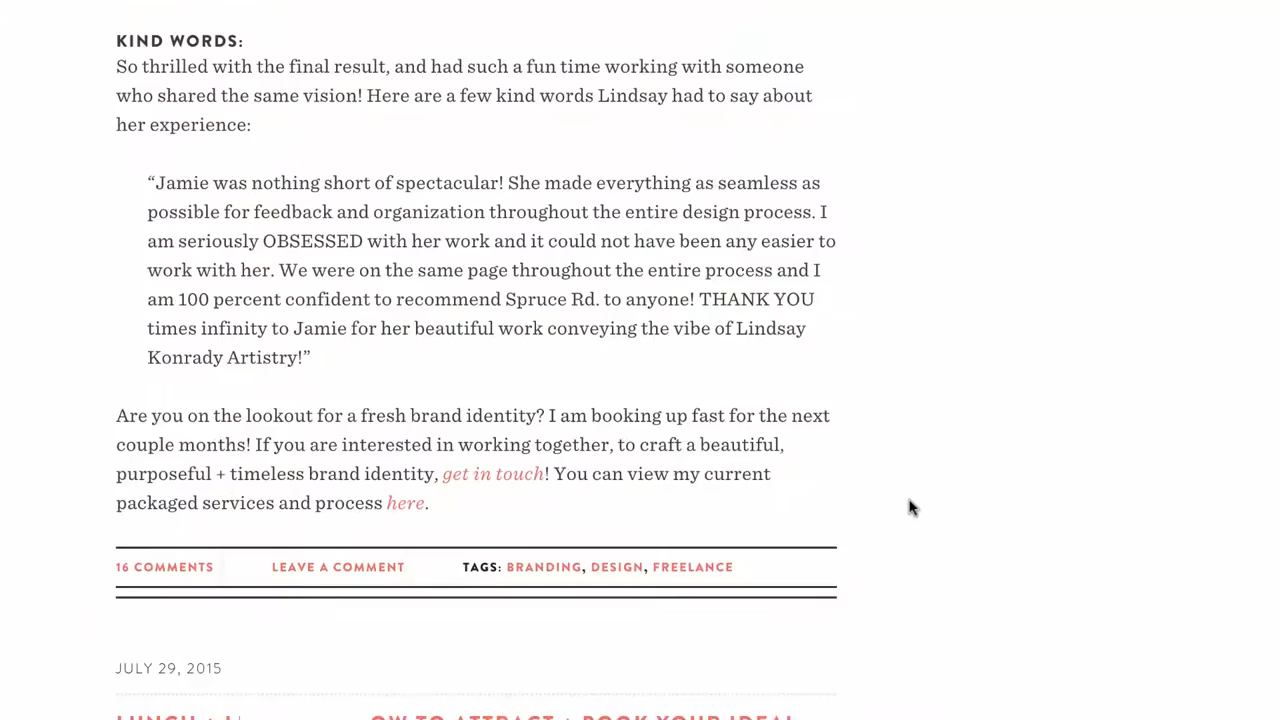 KIND WORDS:
So thrilled with the final result, and had such a fun time working with someone
who shared the same vision! Here are a few kind words Lindsay had to say about
her experience:
“Jamie was nothing short of spectacular! She made everything as seamless as
possible for feedback and organization throughout the entire design process. I
am seriously OBSESSED with her work and it could not have been any easier to
work with her. We were on the same page throughout the entire process and I
am 100 percent confident to recommend Spruce Rd. to anyone! THANK YOU
times infinity to Jamie for her beautiful work conveying the vibe of Lindsay
Konrady Artistry!”
Are you on the lookout for a fresh brand identity? I am booking up fast for the next
couple months! If you are interested in working together, to craft a beautiful,
purposeful + timeless brand identity, get in touch! You can view my current
packaged services and process here.
16 COMMENTS LEAVE A COMMENT TAGS: BRANDING, DESIGN, FREELANCE
JULY 29, 2015
LUNCH + TO ATTRACT + BOOK YOUR IDEAL